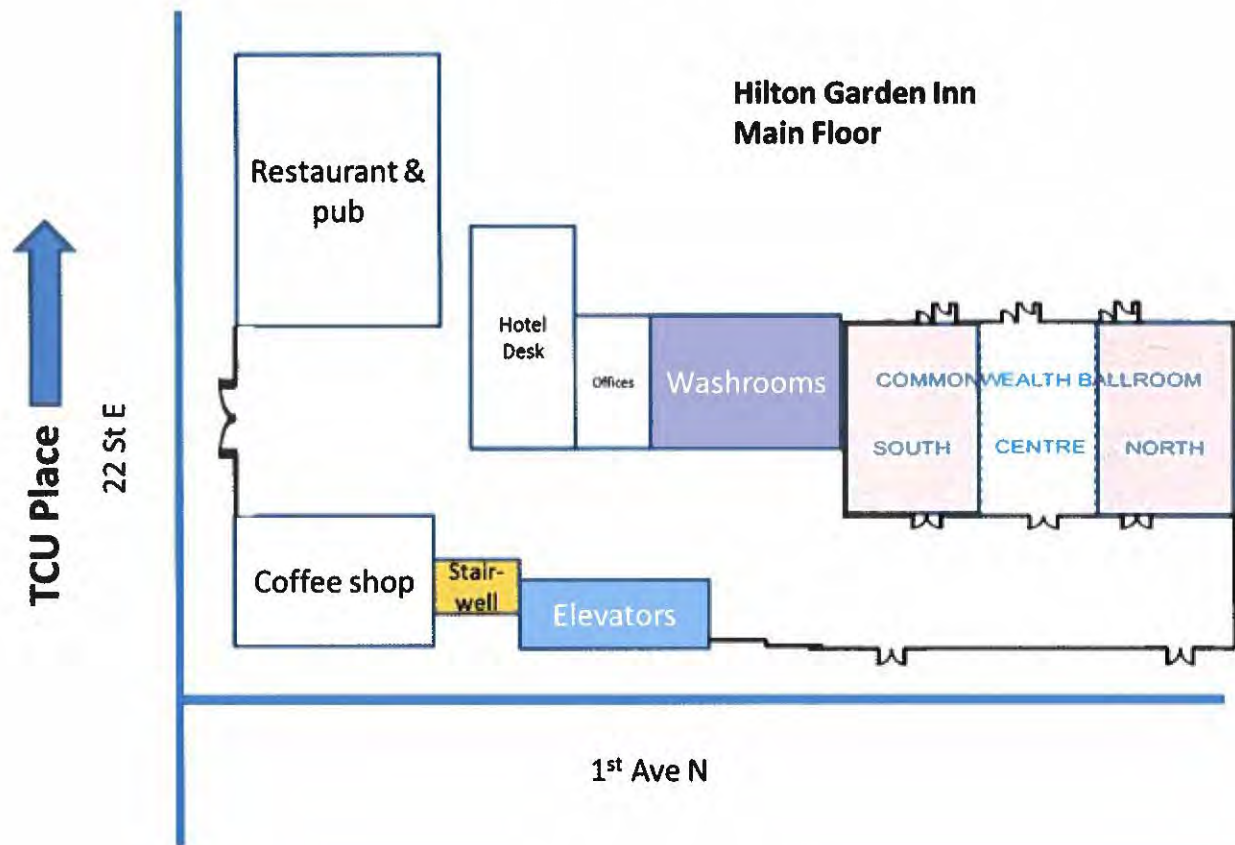 Hilton Garden Inn
Main Floor
Restaurant &
pub
TCU Place
22 St E
Hotel
Desk
Offices
Washrooms
COMMONWEALTH BALLROOM
SOUTH
CENTRE
NORTH
Coffee shop
Stair-
well
Elevators
1st Ave N